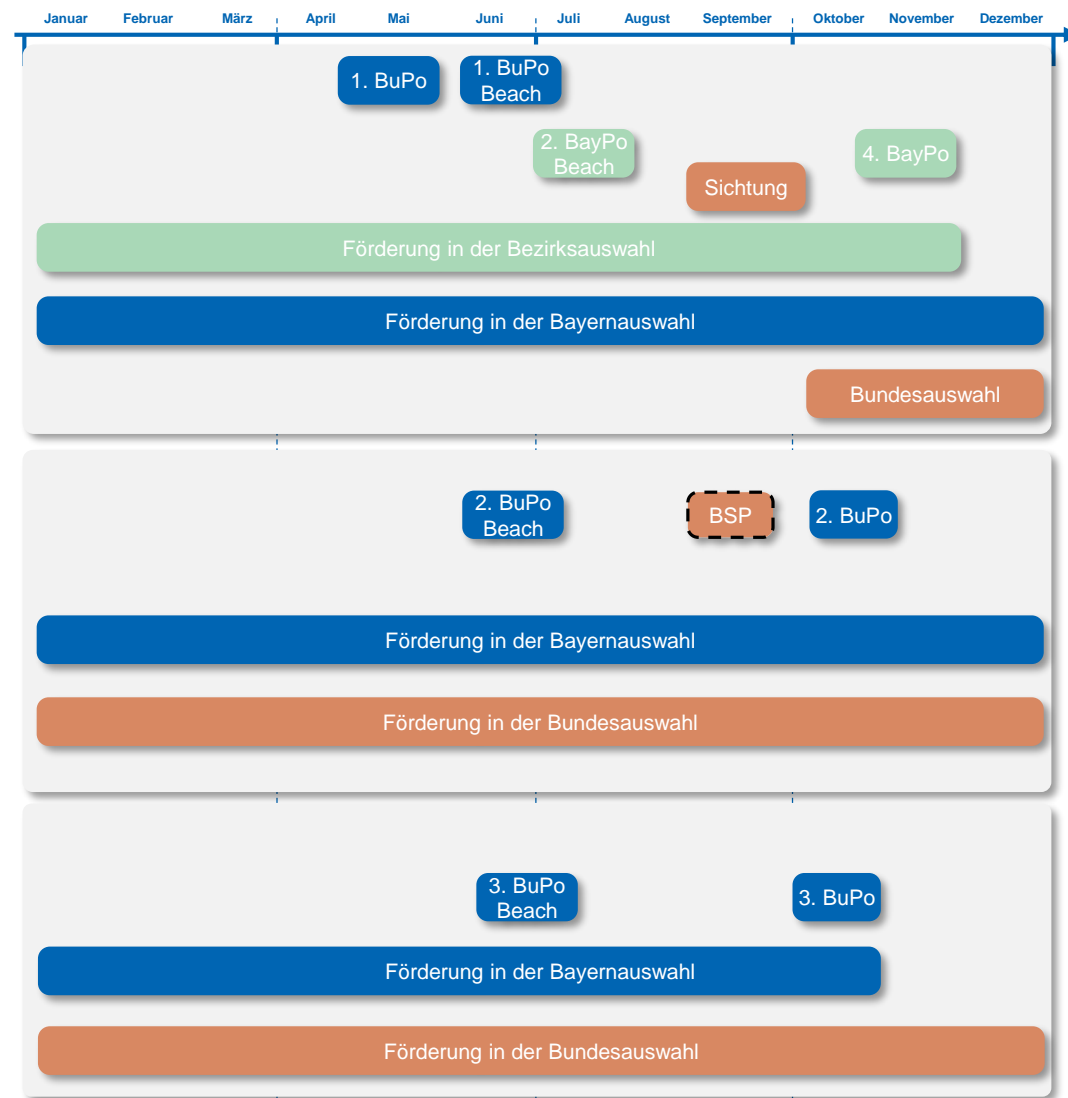 Januar Februar März April Mai Juni Juli August September Oktober November Dezember
1. BuPo
1. BuPo
Beach
2. BayPo
Beach
4. BayPo
Sichtung
Förderung in der Bezirksauswahl
Förderung in der Bayernauswahl
Bundesauswahl
2. BuPo
Beach
BSP
2. BuPo
Förderung in der Bayernauswahl
Förderung in der Bundesauswahl
3. BuPo
Beach
3. BuPo
Förderung in der Bayernauswahl
Förderung in der Bundesauswahl